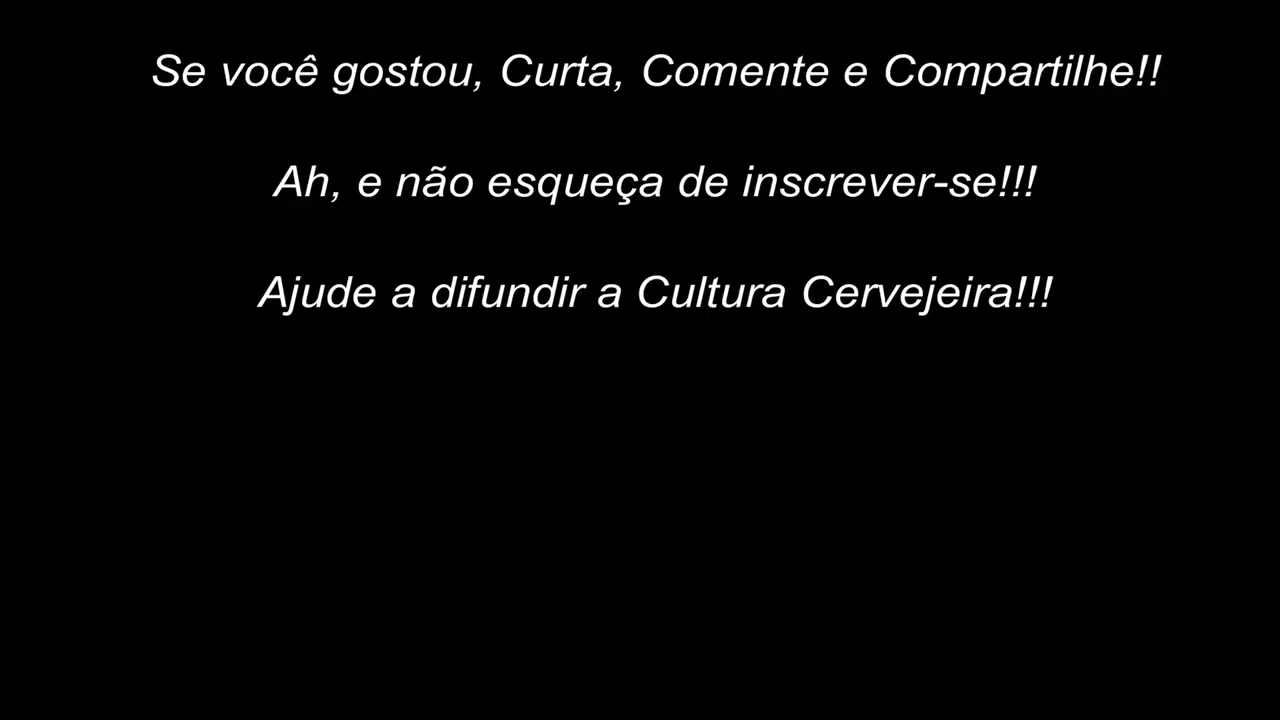 Se você gostou, Curta, Comente e Compartilhe!!
Ah, e não esqueça de inscrever-se!!!
Ajude a difundir a Cultura Cervejeira!!!